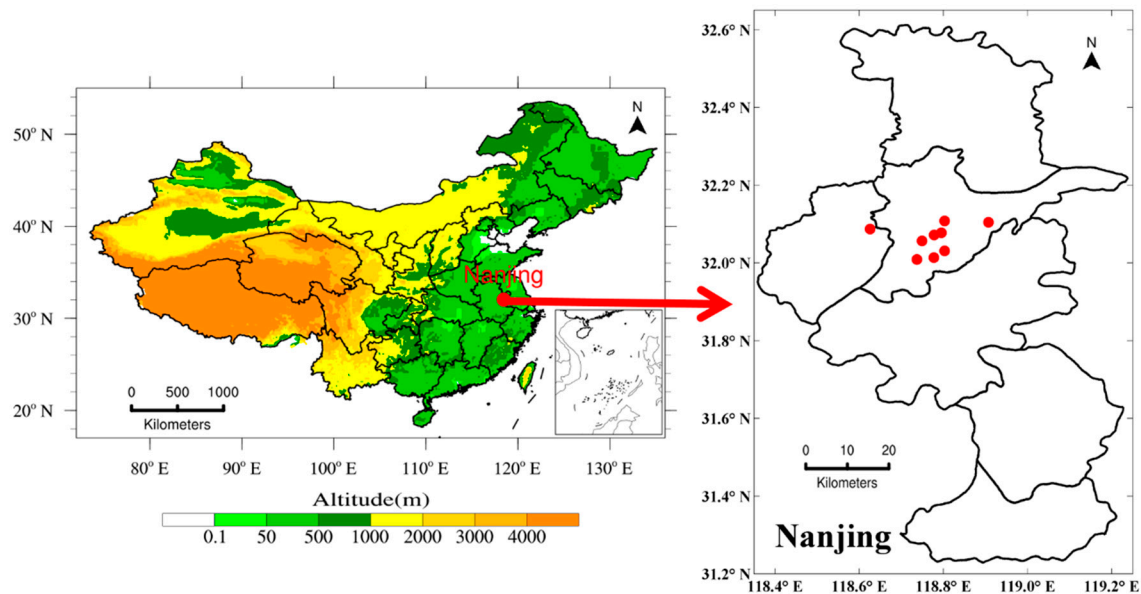 N
50° N
40° N
30° N
20° N
Nanjing
0 500 1000
Kilometers
80° E 90° E 100° E 110° E 120° E 130° E
Altitude(m)
0.1 50 500 1000 2000 3000 4000
N
32.6° N
32.4° N
32.2° N
32.0° N
31.8° N
31.6° N
31.4° N
31.2° N
0 10 20
Kilometers
Nanjing
118.4° E 118.6° E 118.8° E 119.0° E 119.2° E